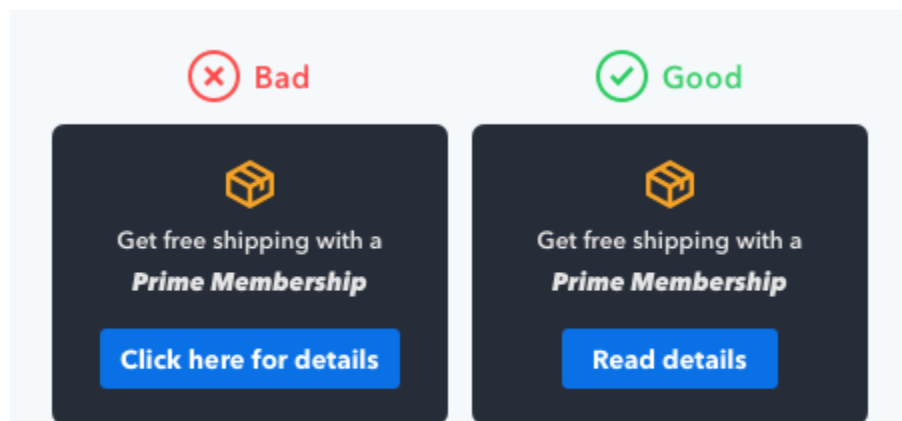 Bad
Get free shipping with a
Prime Membership
Click here for details
Good
Get free shipping with a
Prime Membership
Read details